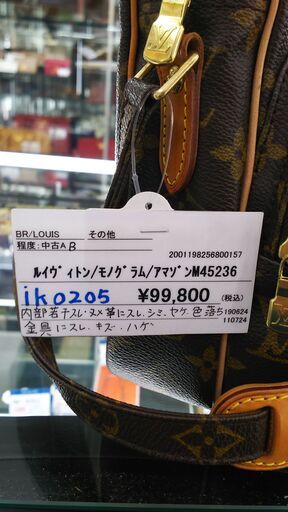 BR/LOUIS その他 ―
程度:中古A B
2001198256800157
ルイヴィトン/モノグラム/アマゾンM45236
iko205 ¥99,800 (税込)
内部若干スレ・ヌメ革にスレ、シミ、ヤケ、色落ち 190624
金具にスレ、キズ、ハゲ 110724